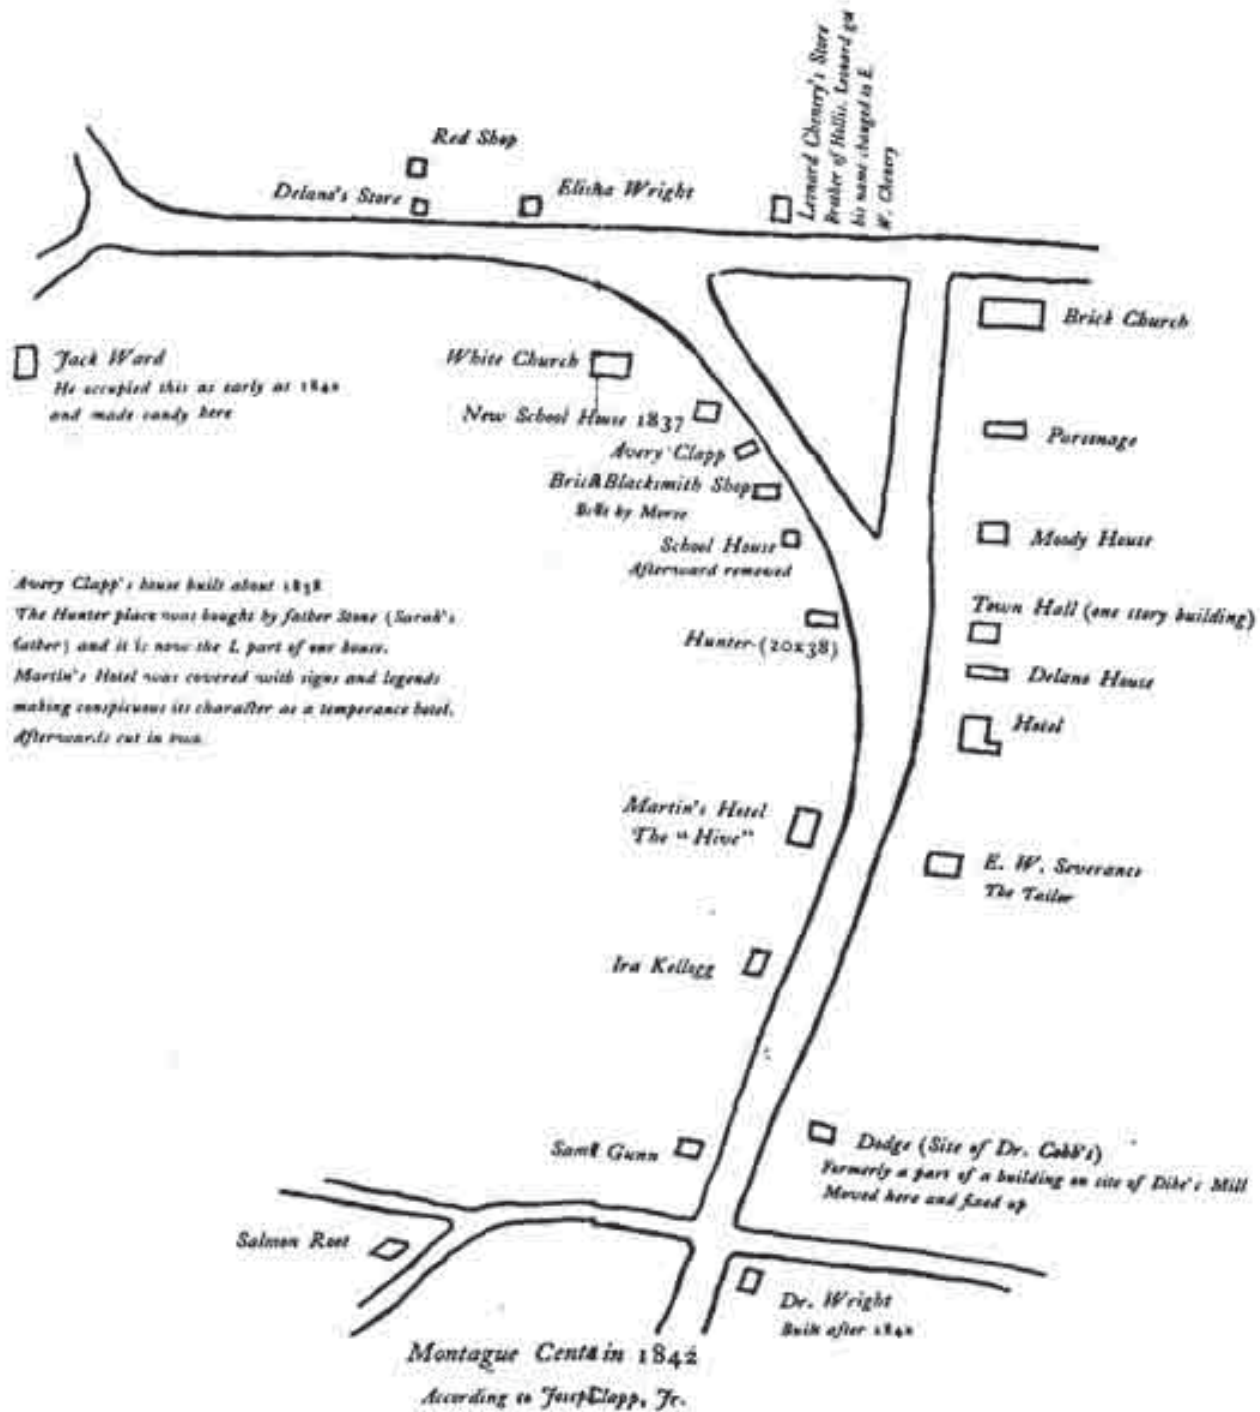 Leonard Chenery's Store
Brother of Hollis. Leonard got
his name changed to E.
W. Chenery
Red Shop
Delano's Store
Elisha Wright
Brick Church
Jack Ward
He occupied this as early as 1842
and made candy here
White Church
New School House 1837
Avery Clapp
Parsonage
Brick Blacksmith Shop
Built by Morse
School House
Afterward removed
Moody House
Avery Clapp's house built about 1838
The Hunter place was bought by father Stone (Sarah's
father) and it is now the L part of our house.
Martin's Hotel was covered with signs and legends
making conspicuous its character as a temperance hotel.
Afterwards cut in two
Town Hall (one story building)
Hunter (20x38)
Delano House
Hotel
Martin's Hotel
The "Hive"
E. W. Severance
The Tailor
Ira Kellogg
Saml Gunn
Dodge (Site of Dr. Cobb's)
Formerly a part of a building on site of Dike's Mill
Moved here and fixed up
Salmon Root
Dr. Wright
Built after 1842
Montague in 1842
According to Clapp, Jr.